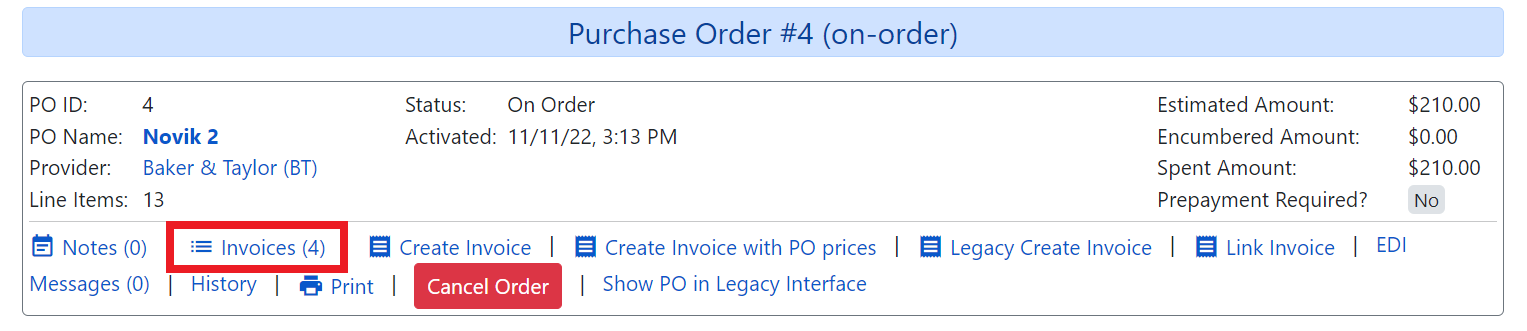 Purchase Order #4 (on-order)
PO ID: 4 Status: On Order Estimated Amount: $210.00
PO Name: Novik 2 Activated: 11/11/22, 3:13 PM Encumbered Amount: $0.00
Provider: Baker & Taylor (BT) Spent Amount: $210.00
Line Items: 13 Prepayment Required? No
Notes (0) Invoices (4) Create Invoice | Create Invoice with PO prices | Legacy Create Invoice | Link Invoice | EDI
Messages (0) | History | Print | Cancel Order | Show PO in Legacy Interface